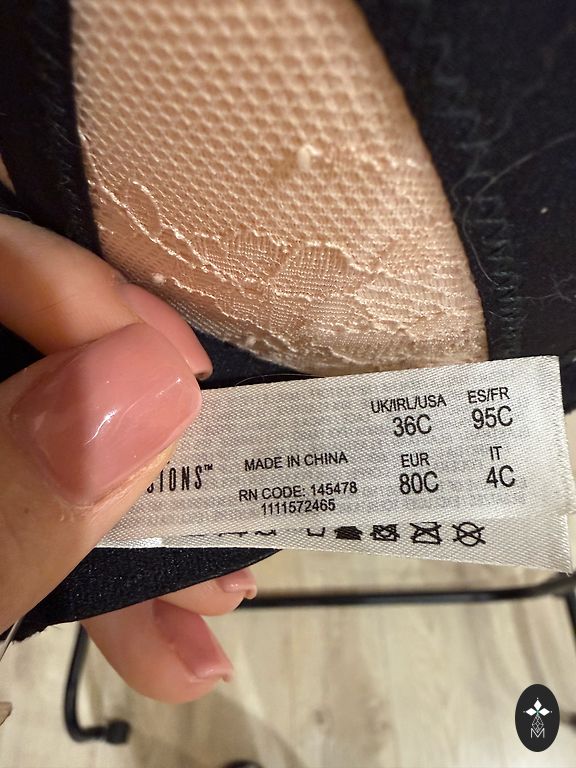 UK/IRL/USA ES/FR
36C 95C
MADE IN CHINA EUR IT
80C 4C
RN CODE: 145478
1111572465